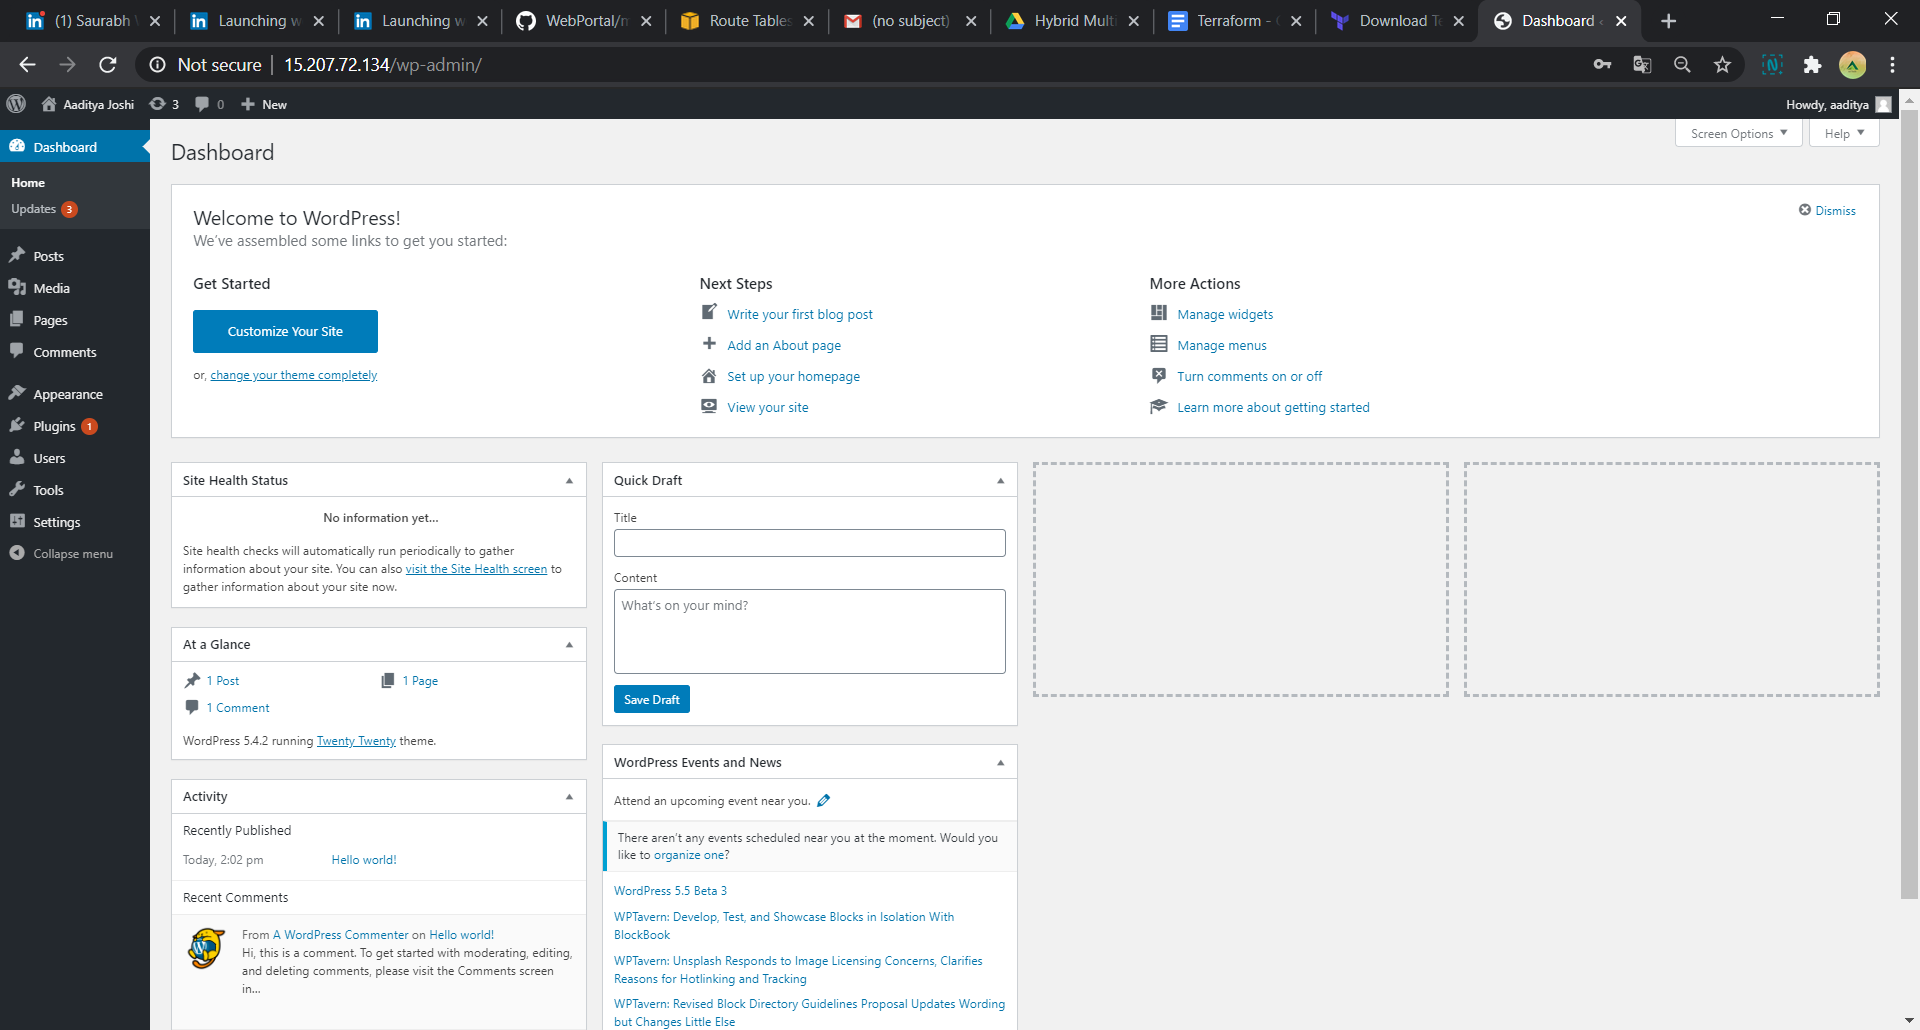 (1) Saurabh
Launching w
Launching w
WebPortal/m
Route Tables
(no subject)
Hybrid Multi
Terraform -
Download Te
Dashboard
Not secure
15.207.72.134/wp-admin/
Aaditya Joshi
3
0
New
Howdy, aaditya
Dashboard
Home
Updates 3
Posts
Media
Pages
Comments
Appearance
Plugins 1
Users
Tools
Settings
Collapse menu
Screen Options
Help
Dashboard
Welcome to WordPress!
We've assembled some links to get you started:
Dismiss
Get Started
Customize Your Site
or, change your theme completely
Next Steps
Write your first blog post
Add an About page
Set up your homepage
View your site
More Actions
Manage widgets
Manage menus
Turn comments on or off
Learn more about getting started
Site Health Status
No information yet...
Site health checks will automatically run periodically to gather
information about your site. You can also visit the Site Health screen to
gather information about your site now.
At a Glance
1 Post
1 Page
1 Comment
WordPress 5.4.2 running Twenty Twenty theme.
Activity
Recently Published
Today, 2:02 pm
Hello world!
Recent Comments
From A WordPress Commenter on Hello world!
Hi, this is a comment. To get started with moderating, editing,
and deleting comments, please visit the Comments screen
in...
Quick Draft
Title
Content
What's on your mind?
Save Draft
WordPress Events and News
Attend an upcoming event near you.
There aren't any events scheduled near you at the moment. Would you
like to organize one?
WordPress 5.5 Beta 3
WPTavern: Develop, Test, and Showcase Blocks in Isolation With
BlockBook
WPTavern: Unsplash Responds to Image Licensing Concerns, Clarifies
Reasons for Hotlinking and Tracking
WPTavern: Revised Block Directory Guidelines Proposal Updates Wording
but Changes Little Else